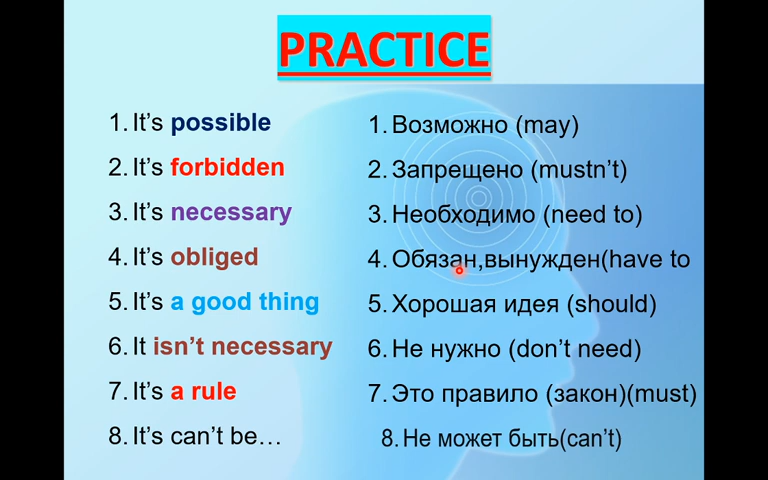 PRACTICE
1. It's possible
2. It's forbidden
3. It's necessary
4. It's obliged
5. It's a good thing
6. It isn't necessary
7. It's a rule
8. It's can't be…
1. Возможно (may)
2. Запрещено (mustn't)
3. Необходимо (need to)
4. Обязан,вынужден(have to
5. Хорошая идея (should)
6. Не нужно (don't need)
7. Это правило (закон)(must)
8. Не может быть(can't)